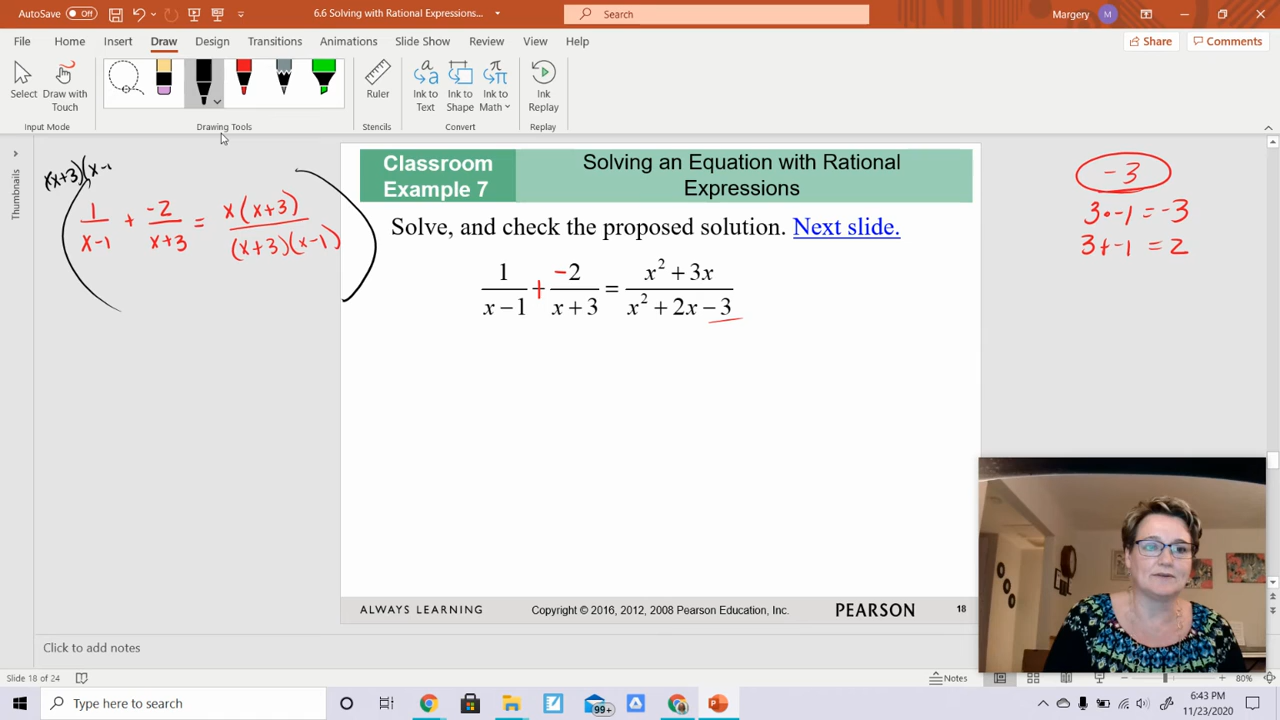 AutoSave Off
6.6 Solving with Rational Expressions...
Search
Margery M
File Home Insert Draw Design Transitions Animations Slide Show Review View Help
Share Comments
Select
Draw with Touch
Ruler
Ink to Text
Ink to Shape
Ink to Math
Ink Replay
Input Mode Drawing Tools Stencils Convert Replay
Thumbnails
1/(x-1) + -2/(x+3) = x(x+3)/((x+3)(x-1))
Classroom Example 7
Solving an Equation with Rational Expressions
Solve, and check the proposed solution. Next slide.
1/(x − 1) + -2/(x + 3) = (x² + 3x)/(x² + 2x − 3)
-3
3•-1 = -3
3+-1 = 2
ALWAYS LEARNING Copyright © 2016, 2012, 2008 Pearson Education, Inc. PEARSON 18
Click to add notes
Slide 18 of 24
Notes
80%
Type here to search
99+
6:43 PM
11/23/2020